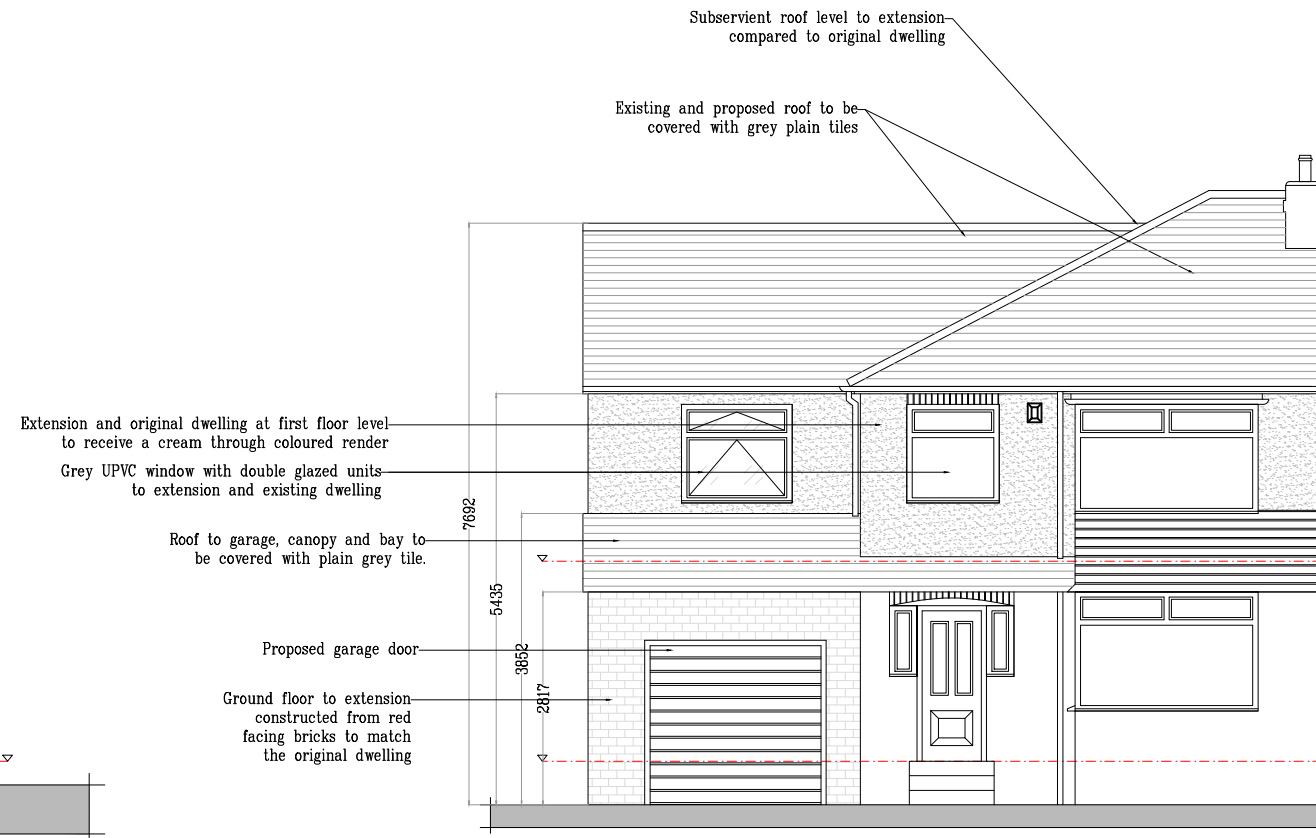 Subservient roof level to extension
compared to original dwelling
Existing and proposed roof to be
covered with grey plain tiles
Extension and original dwelling at first floor level
to receive a cream through coloured render
Grey UPVC window with double glazed units
to extension and existing dwelling
7692
Roof to garage, canopy and bay to
be covered with plain grey tile.
5435
3852
Proposed garage door
2817
Ground floor to extension
constructed from red
facing bricks to match
the original dwelling